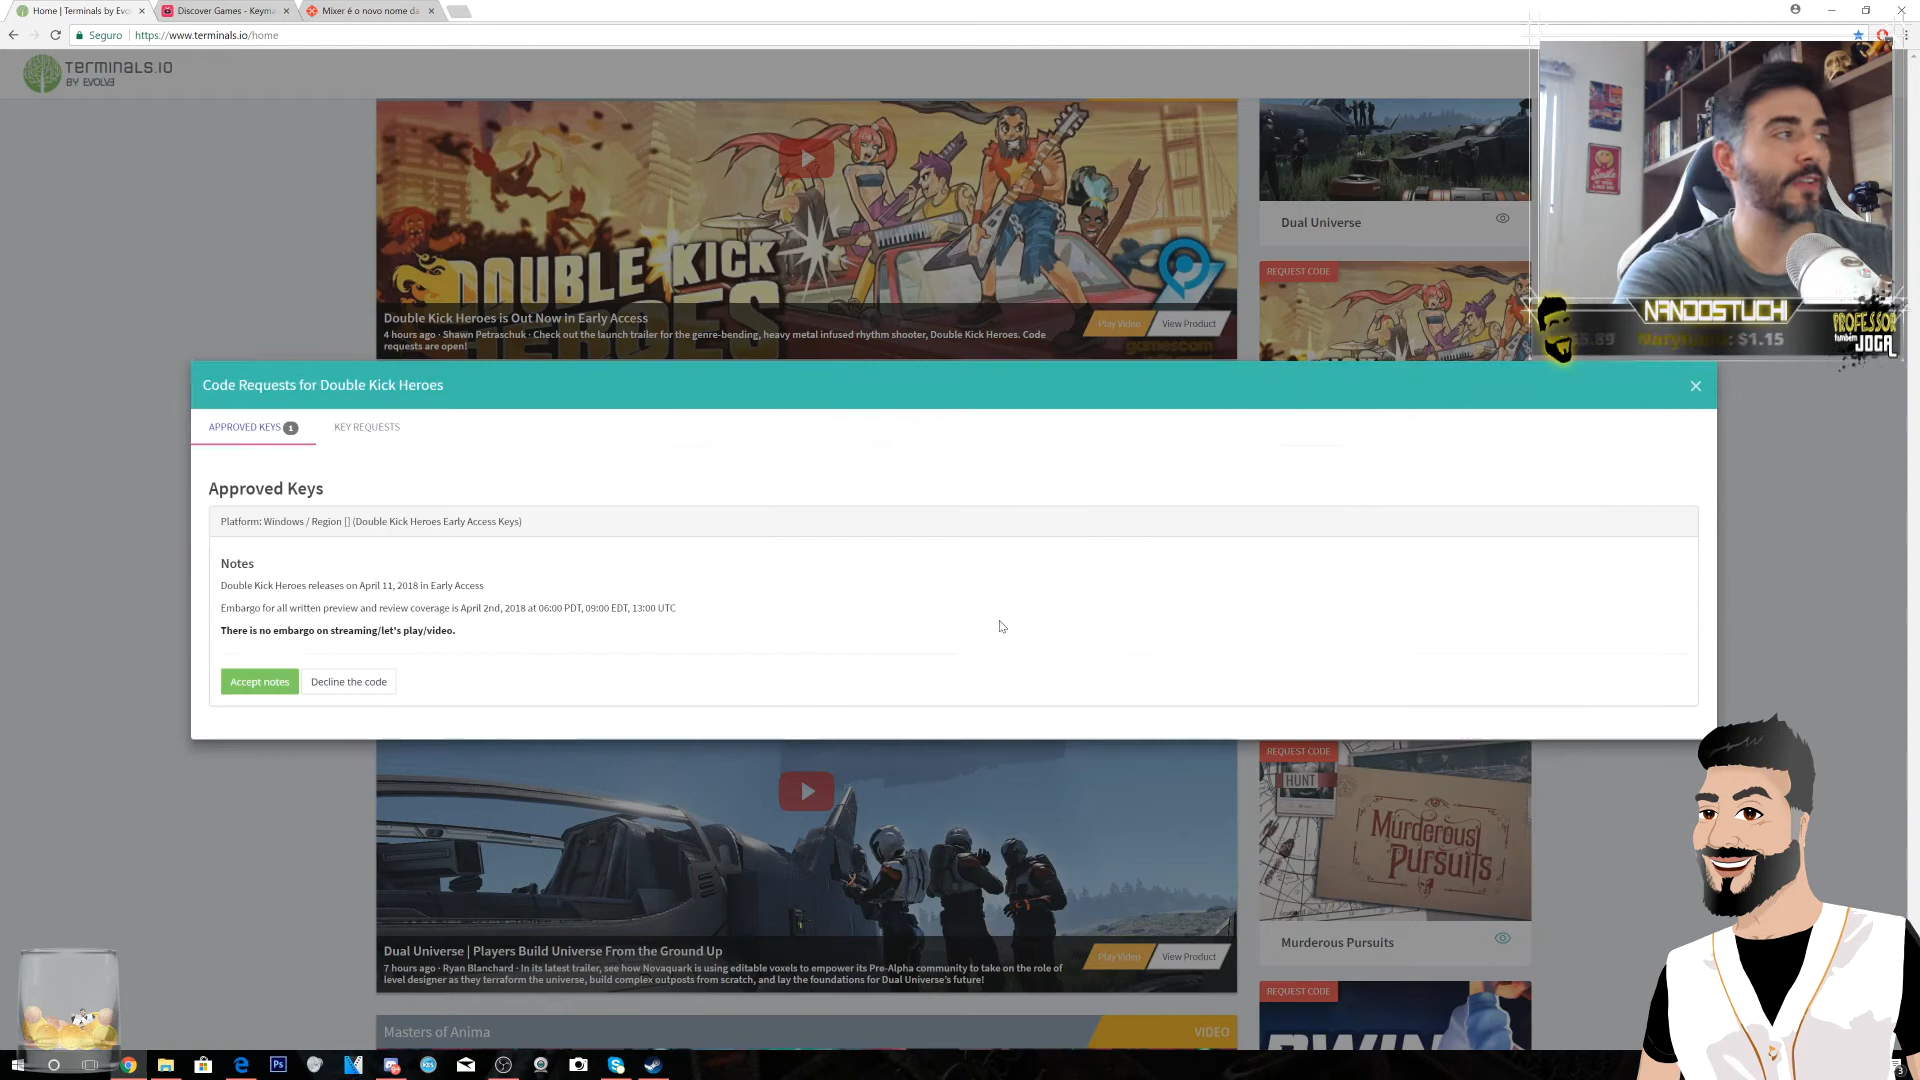 Home | Terminals by Evo
Discover Games - Keyma
Mixer é o novo nome da
Seguro
https://www.terminals.io/home
TERMINALS.IO
BY EVOLVE
DOUBLE KICK
HEROES
Double Kick Heroes is Out Now in Early Access
4 hours ago · Shawn Petraschuk · Check out the launch trailer for the genre-bending, heavy metal infused rhythm shooter, Double Kick Heroes. Code
requests are open!
Play Video
View Product
gamescom
Dual Universe
REQUEST CODE
Smile
NANDOSTUCHI
$1.15
PROFESSOR
também
JOGA
Code Requests for Double Kick Heroes
APPROVED KEYS 1
KEY REQUESTS
Approved Keys
Platform: Windows / Region [] (Double Kick Heroes Early Access Keys)
Notes
Double Kick Heroes releases on April 11, 2018 in Early Access
Embargo for all written preview and review coverage is April 2nd, 2018 at 06:00 PDT, 09:00 EDT, 13:00 UTC
There is no embargo on streaming/let's play/video.
Accept notes
Decline the code
Dual Universe | Players Build Universe From the Ground Up
7 hours ago · Ryan Blanchard · In its latest trailer, see how Novaquark is using editable voxels to empower its Pre-Alpha community to take on the role of
level designer as they terraform the universe, build complex outposts from scratch, and lay the foundations for Dual Universe's future!
Play Video
View Product
REQUEST CODE
HUNT
Murderous
Pursuits
Murderous Pursuits
REQUEST CODE
Masters of Anima
VIDEO
Ps
KBS
3